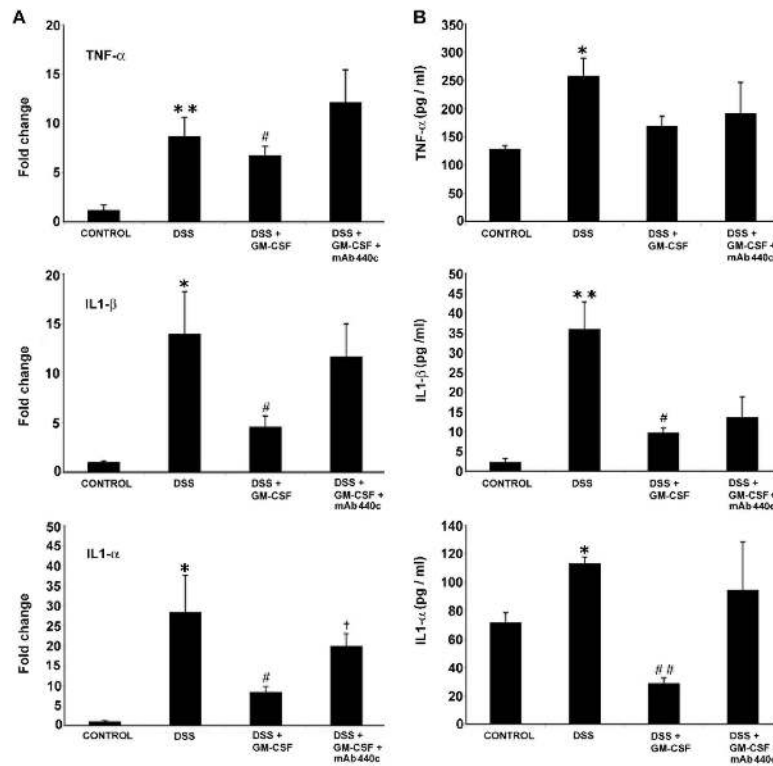 A
TNF-α
Fold change
20
15
10
5
0
**
#
CONTROL
DSS
DSS +
GM-CSF
DSS +
GM-CSF +
mAb 440c
IL1-β
Fold change
20
15
10
5
0
*
#
CONTROL
DSS
DSS +
GM-CSF
DSS +
GM-CSF +
mAb 440c
IL1-α
Fold change
50
45
40
35
30
25
20
15
10
5
0
*
#
†
CONTROL
DSS
DSS +
GM-CSF
DSS +
GM-CSF +
mAb 440c
B
TNF-α (pg / ml)
350
300
250
200
150
100
50
0
*
CONTROL
DSS
DSS +
GM-CSF
DSS +
GM-CSF +
mAb 440c
IL1-β (pg /ml)
50
45
40
35
30
25
20
15
10
5
0
**
#
CONTROL
DSS
DSS +
GM-CSF
DSS +
GM-CSF +
mAb 440c
IL1-α (pg / ml)
140
120
100
80
60
40
20
0
*
##
CONTROL
DSS
DSS +
GM-CSF
DSS +
GM-CSF +
mAb 440c